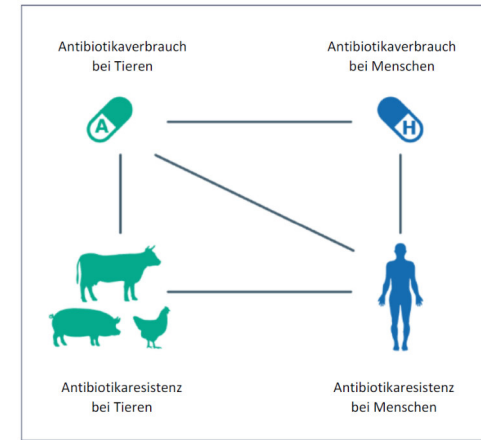 Antibiotikaverbrauch
bei Tieren
Antibiotikaverbrauch
bei Menschen
A
H
Antibiotikaresistenz
bei Tieren
Antibiotikaresistenz
bei Menschen